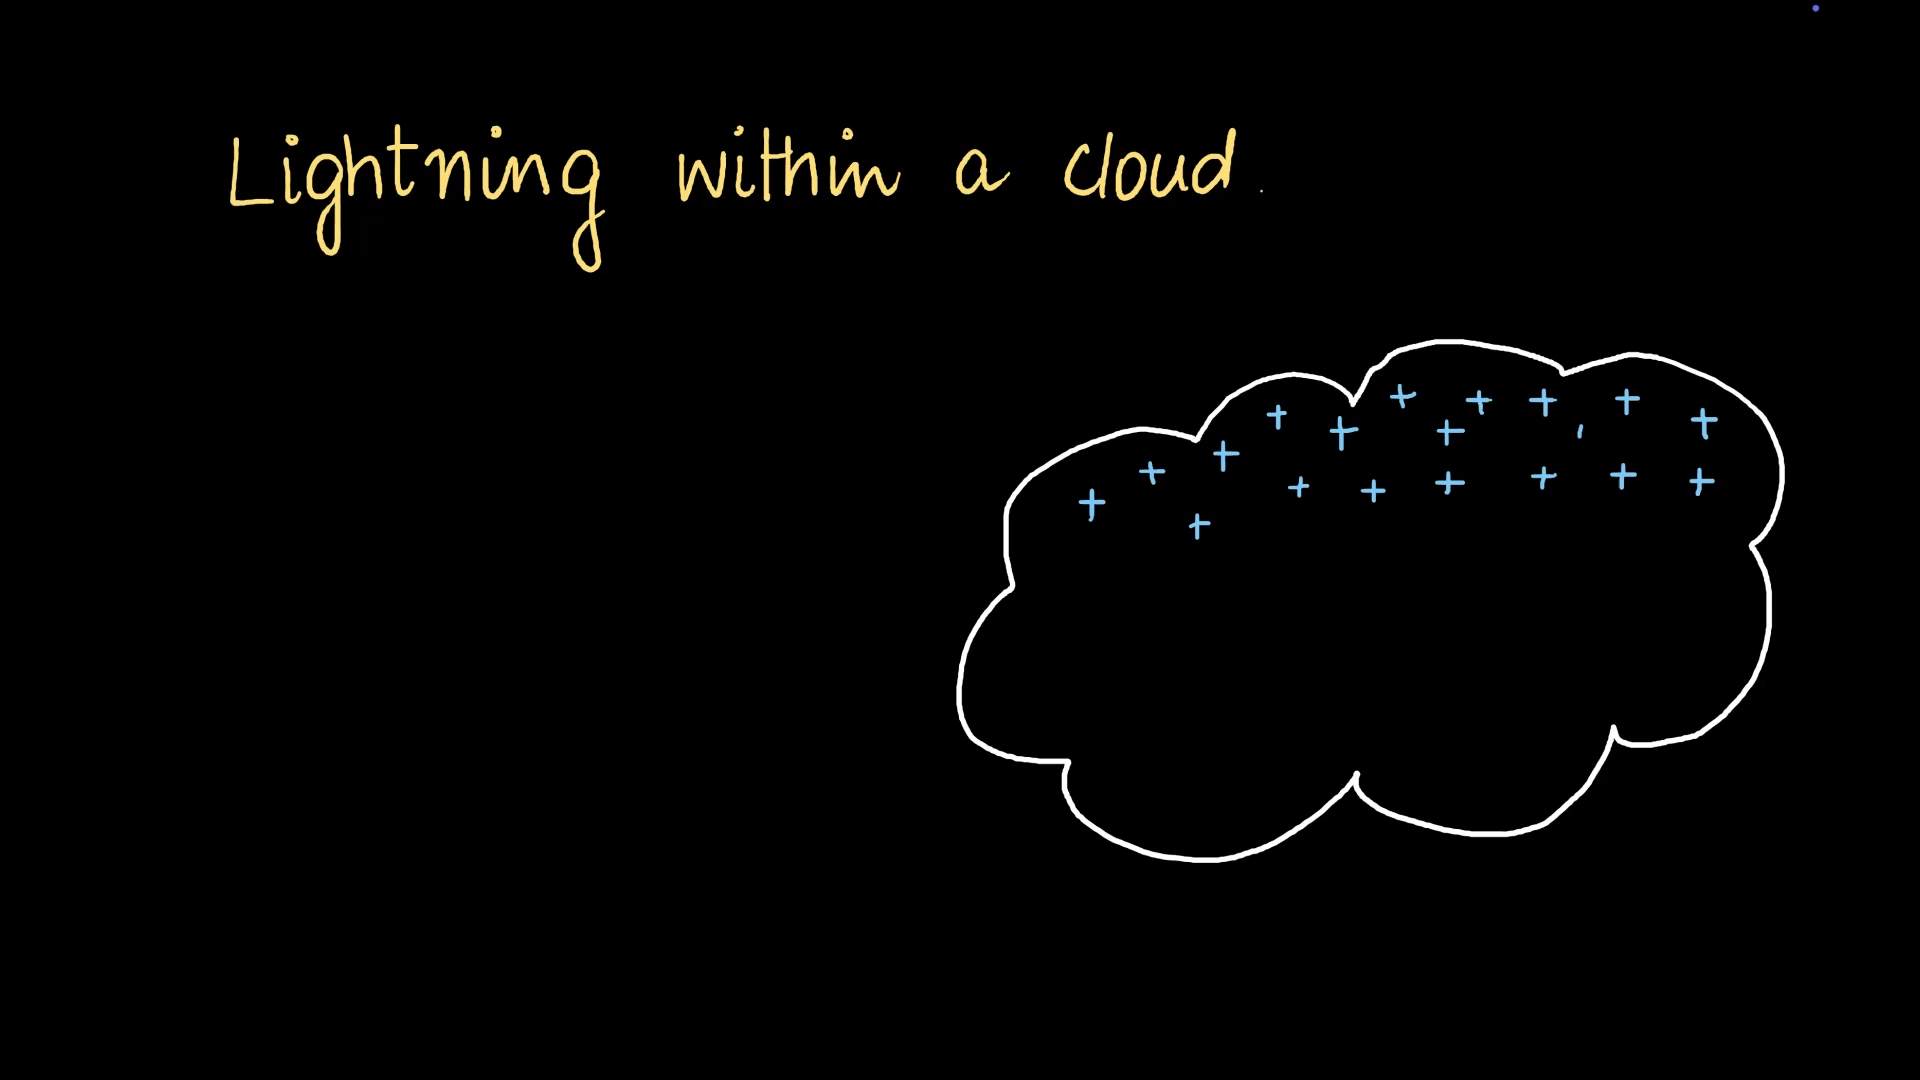 Lightning within a cloud.
+ + + + +
+ + +
+ + + + + +
+ + +